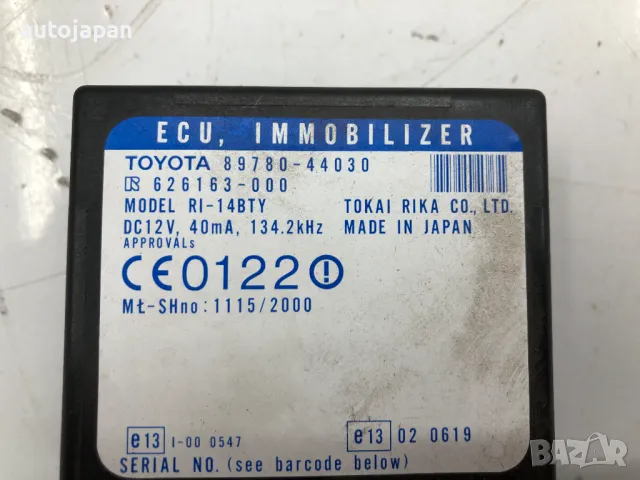 autojapan
ECU, IMMOBILIZER
TOYOTA 89780-44030
R 626163-000
MODEL RI-14BTY TOKAI RIKA CO., LTD.
DC12V, 40mA, 134.2kHz MADE IN JAPAN
APPROVALs
CE0122
MŁ-SHno: 1115/2000
e13 I-00 0547 e13 02 0619
SERIAL NO. (see barcode below)
BAZAR
bg